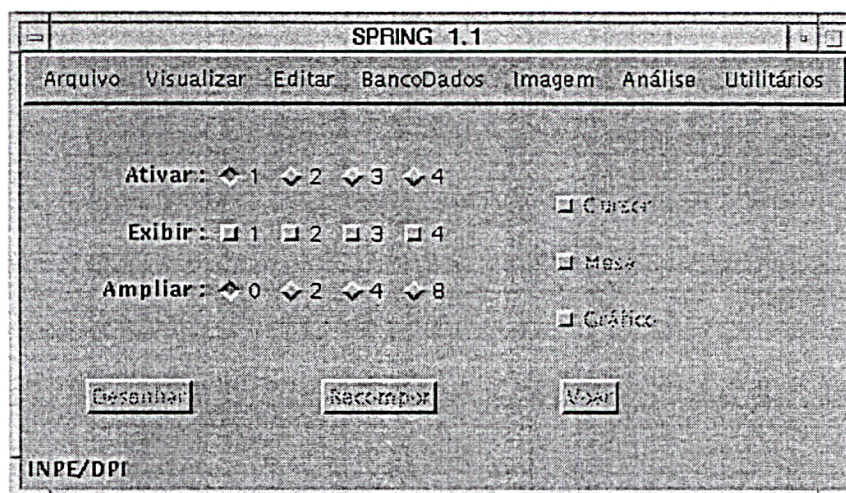 SPRING 1.1
Arquivo Visualizar Editar BancoDados Imagem Análise Utilitários
Ativar: 1 2 3 4
Cursor
Exibir: 1 2 3 4
Mesa
Ampliar: 0 2 4 8
Gráfico
Desenhar Recompor Voar
INPE/DPI